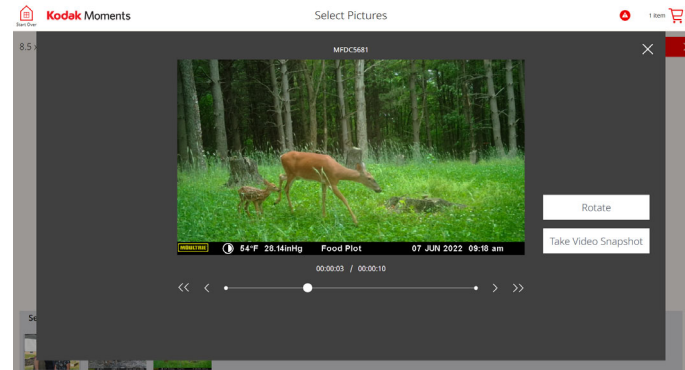 Start Over
Kodak Moments
Select Pictures
1 item
8.5
MFDC5681
Rotate
Take Video Snapshot
MOULTRIE 54°F 28.14inHg Food Plot 07 JUN 2022 09:18 am
00:00:03 / 00:00:10
<< < > >>
Se